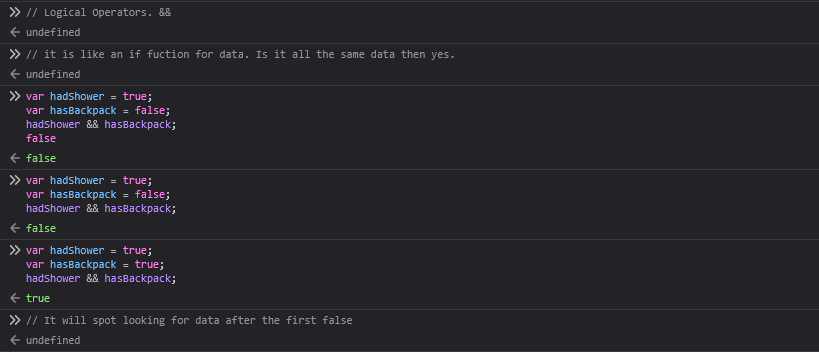 // Logical Operators. &&
undefined
// it is like an if fuction for data. Is it all the same data then yes.
undefined
var hadShower = true;
var hasBackpack = false;
hadShower && hasBackpack;
false
false
var hadShower = true;
var hasBackpack = false;
hadShower && hasBackpack;
false
var hadShower = true;
var hasBackpack = true;
hadShower && hasBackpack;
true
// It will spot looking for data after the first false
undefined